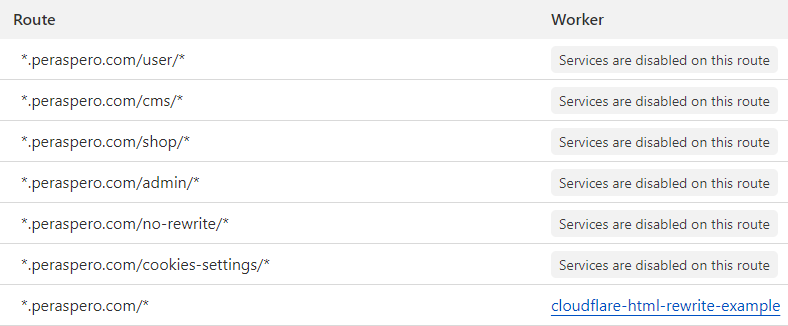 Route Worker
*.peraspero.com/user/* Services are disabled on this route
*.peraspero.com/cms/* Services are disabled on this route
*.peraspero.com/shop/* Services are disabled on this route
*.peraspero.com/admin/* Services are disabled on this route
*.peraspero.com/no-rewrite/* Services are disabled on this route
*.peraspero.com/cookies-settings/* Services are disabled on this route
*.peraspero.com/* cloudflare-html-rewrite-example